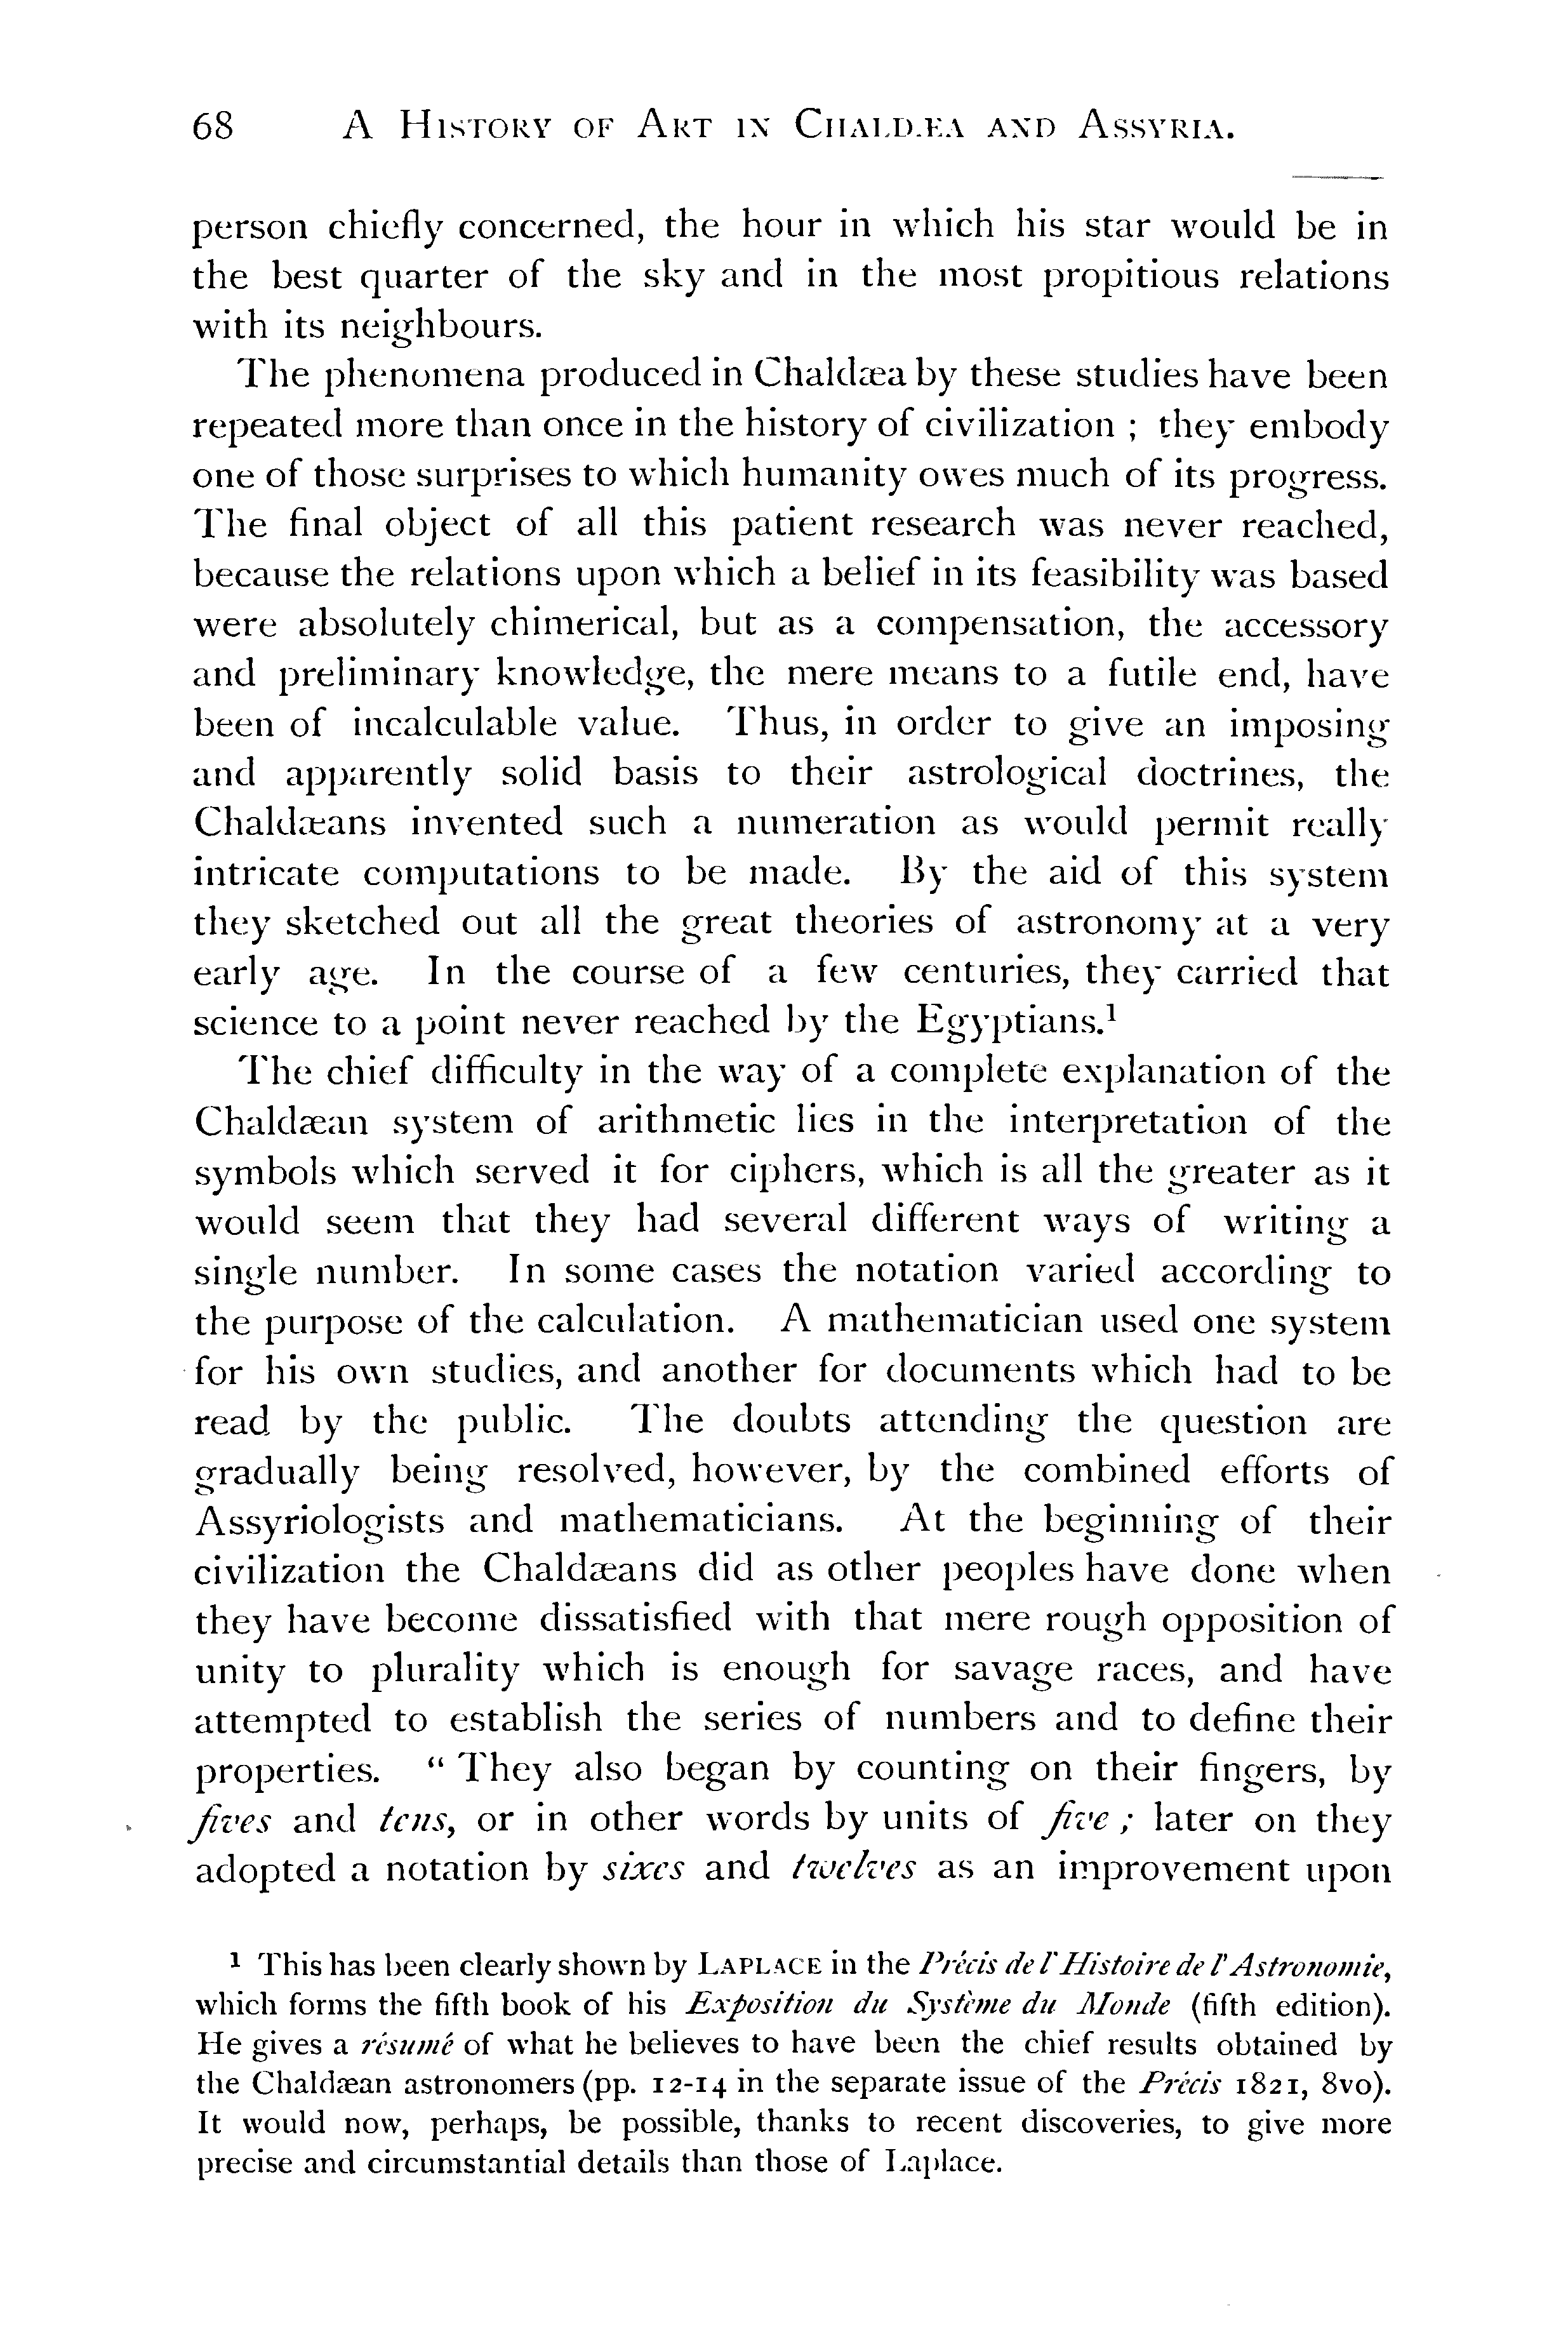 68 A HISTORY OF ART IN CHALDÆA AND ASSYRIA.
person chiefly concerned, the hour in which his star would be in
the best quarter of the sky and in the most propitious relations
with its neighbours.
The phenomena produced in Chaldæa by these studies have been
repeated more than once in the history of civilization ; they embody
one of those surprises to which humanity owes much of its progress.
The final object of all this patient research was never reached,
because the relations upon which a belief in its feasibility was based
were absolutely chimerical, but as a compensation, the accessory
and preliminary knowledge, the mere means to a futile end, have
been of incalculable value. Thus, in order to give an imposing
and apparently solid basis to their astrological doctrines, the
Chaldæans invented such a numeration as would permit really
intricate computations to be made. By the aid of this system
they sketched out all the great theories of astronomy at a very
early age. In the course of a few centuries, they carried that
science to a point never reached by the Egyptians.¹
The chief difficulty in the way of a complete explanation of the
Chaldæan system of arithmetic lies in the interpretation of the
symbols which served it for ciphers, which is all the greater as it
would seem that they had several different ways of writing a
single number. In some cases the notation varied according to
the purpose of the calculation. A mathematician used one system
for his own studies, and another for documents which had to be
read by the public. The doubts attending the question are
gradually being resolved, however, by the combined efforts of
Assyriologists and mathematicians. At the beginning of their
civilization the Chaldæans did as other peoples have done when
they have become dissatisfied with that mere rough opposition of
unity to plurality which is enough for savage races, and have
attempted to establish the series of numbers and to define their
properties. “ They also began by counting on their fingers, by
fives and tens, or in other words by units of five ; later on they
adopted a notation by sixes and twelves as an improvement upon
¹ This has been clearly shown by LAPLACE in the Précis de l'Histoire de l'Astronomie,
which forms the fifth book of his Exposition du Système du Monde (fifth edition).
He gives a résumé of what he believes to have been the chief results obtained by
the Chaldæan astronomers (pp. 12-14 in the separate issue of the Précis 1821, 8vo).
It would now, perhaps, be possible, thanks to recent discoveries, to give more
precise and circumstantial details than those of Laplace.